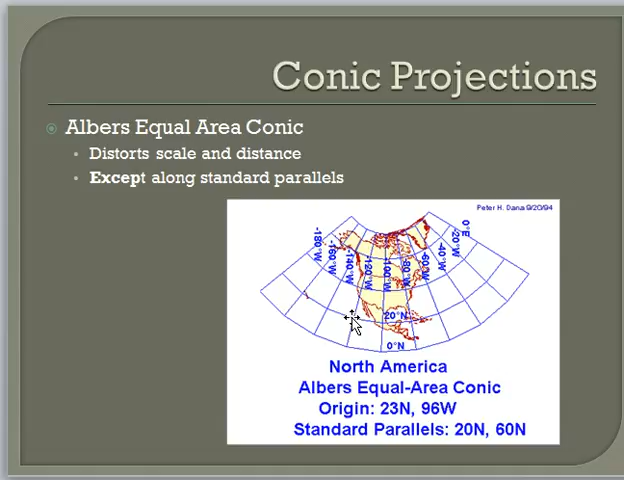 Conic Projections
Albers Equal Area Conic
Distorts scale and distance
Except along standard parallels
Peter H. Dana 9/20/94
-180°W
-160°W
-140°W
-120°W
-100°W
-80°W
-60°W
-40°W
-20°W
0°E
20°N
0°N
North America
Albers Equal-Area Conic
Origin: 23N, 96W
Standard Parallels: 20N, 60N